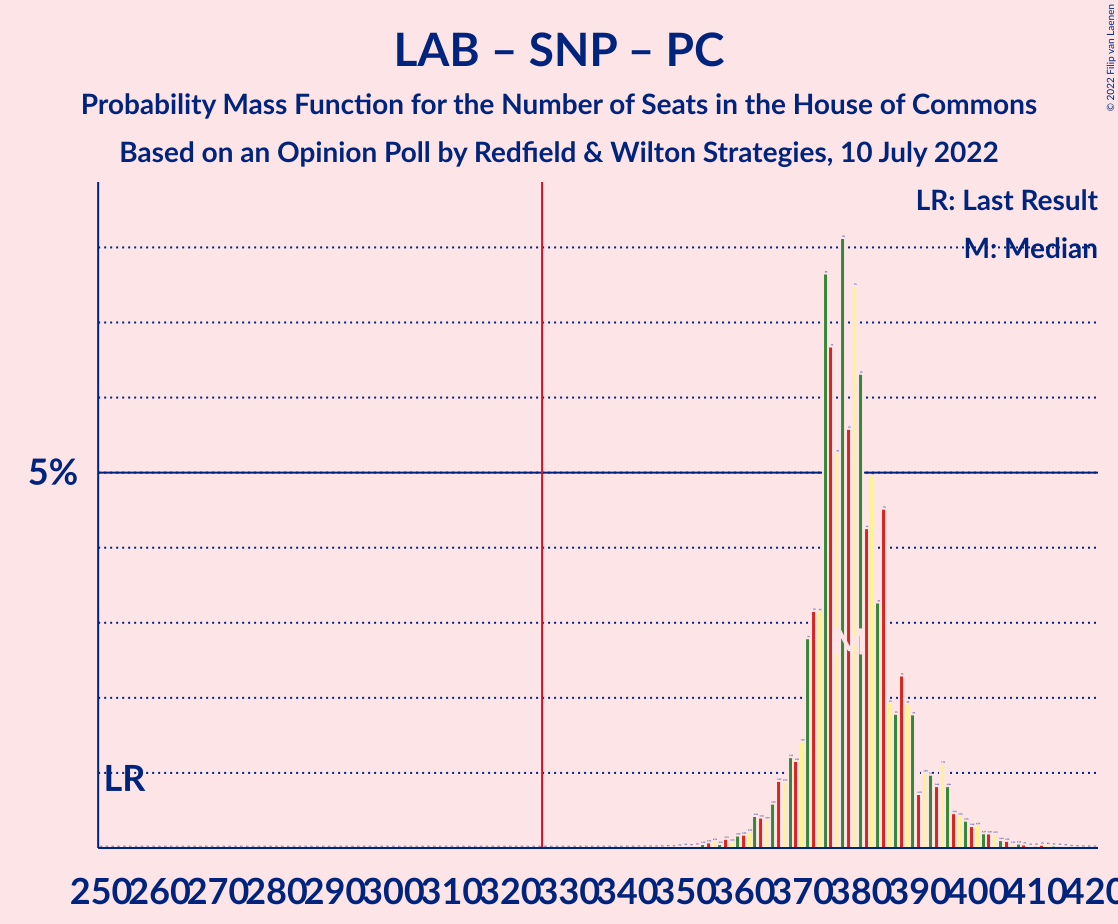 LAB – SNP – PC
Probability Mass Function for the Number of Seats in the House of Commons
Based on an Opinion Poll by Redfield & Wilton Strategies, 10 July 2022
© 2022 Filip van Laenen
LR: Last Result
M: Median
5%
M
LR
250 260 270 280 290 300 310 320 330 340 350 360 370 380 390 400 410 420